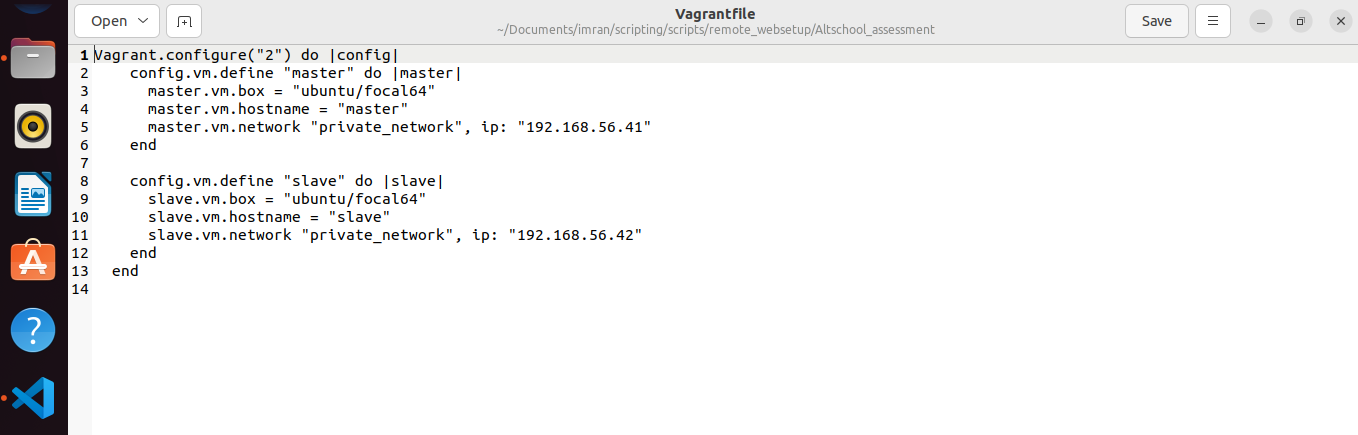 Open
Vagrantfile
~/Documents/imran/scripting/scripts/remote_websetup/Altschool_assessment
Save
1 Vagrant.configure("2") do |config|
2     config.vm.define "master" do |master|
3       master.vm.box = "ubuntu/focal64"
4       master.vm.hostname = "master"
5       master.vm.network "private_network", ip: "192.168.56.41"
6     end
7
8     config.vm.define "slave" do |slave|
9       slave.vm.box = "ubuntu/focal64"
10       slave.vm.hostname = "slave"
11       slave.vm.network "private_network", ip: "192.168.56.42"
12     end
13   end
14